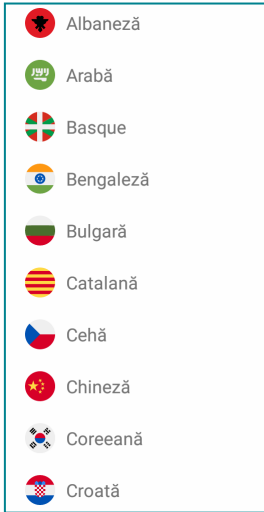 Albaneză
Arabă
Basque
Bengaleză
Bulgară
Catalană
Cehă
Chineză
Coreeană
Croată